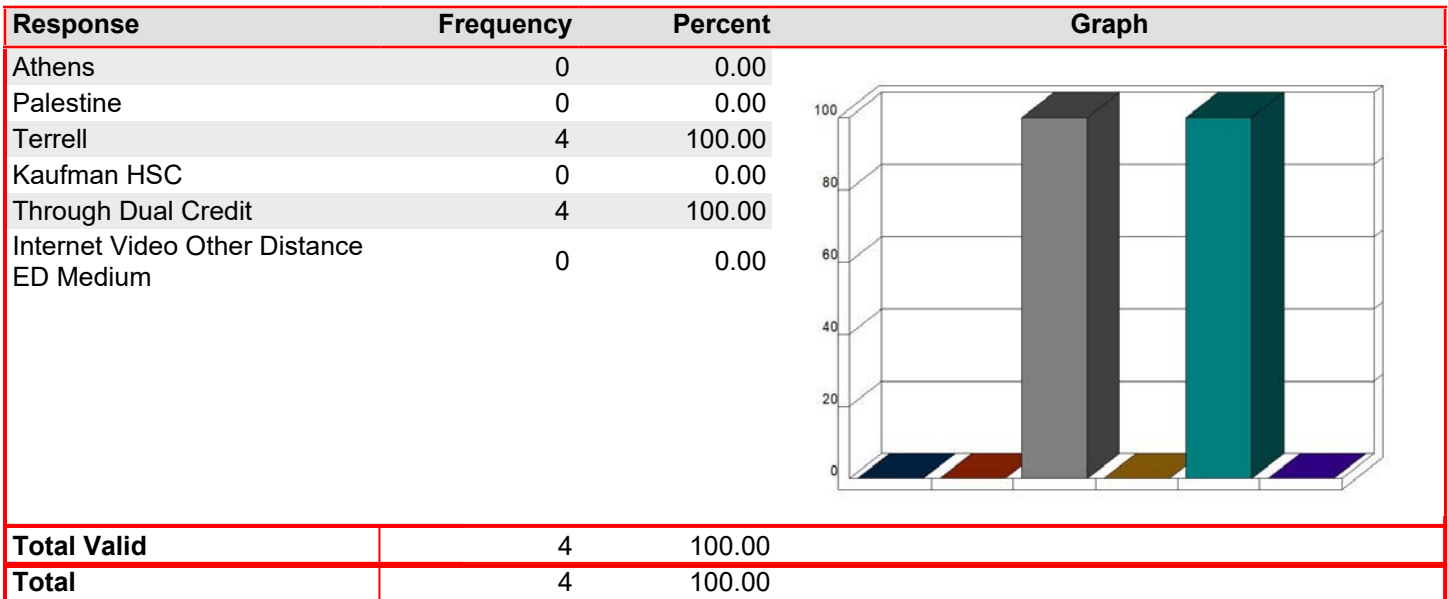 Response Frequency Percent Graph
Athens 0 0.00
Palestine 0 0.00
Terrell 4 100.00
Kaufman HSC 0 0.00
Through Dual Credit 4 100.00
Internet Video Other Distance
ED Medium 0 0.00
100
80
60
40
20
0
Total Valid 4 100.00
Total 4 100.00